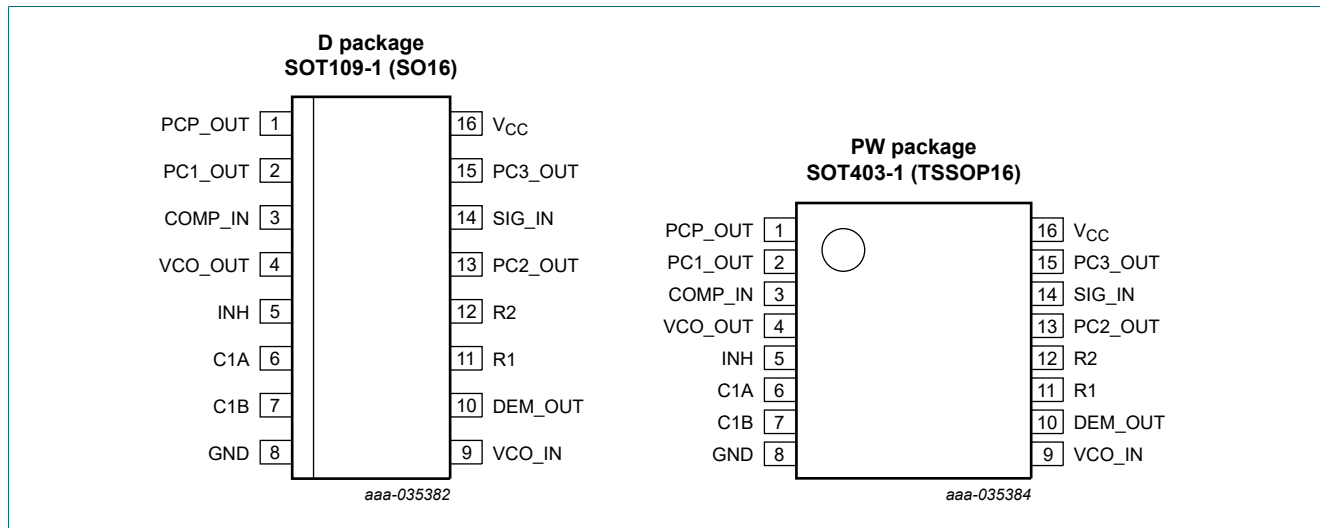 D package
SOT109-1 (SO16)
PCP_OUT 1 16 VCC
PC1_OUT 2 15 PC3_OUT
COMP_IN 3 14 SIG_IN
VCO_OUT 4 13 PC2_OUT
INH 5 12 R2
C1A 6 11 R1
C1B 7 10 DEM_OUT
GND 8 9 VCO_IN
aaa-035382
PW package
SOT403-1 (TSSOP16)
PCP_OUT 1 16 VCC
PC1_OUT 2 15 PC3_OUT
COMP_IN 3 14 SIG_IN
VCO_OUT 4 13 PC2_OUT
INH 5 12 R2
C1A 6 11 R1
C1B 7 10 DEM_OUT
GND 8 9 VCO_IN
aaa-035384